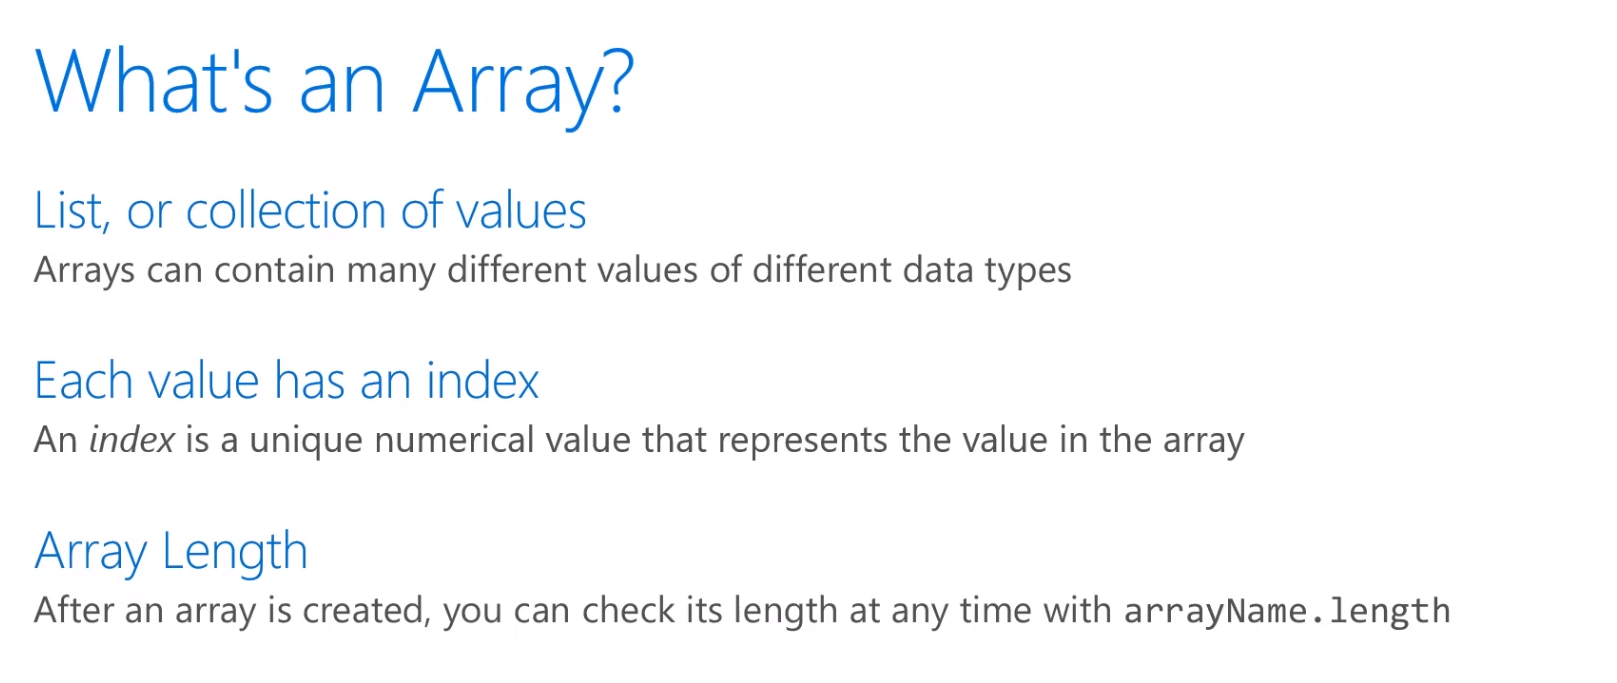 What's an Array?
List, or collection of values
Arrays can contain many different values of different data types
Each value has an index
An index is a unique numerical value that represents the value in the array
Array Length
After an array is created, you can check its length at any time with arrayName.length